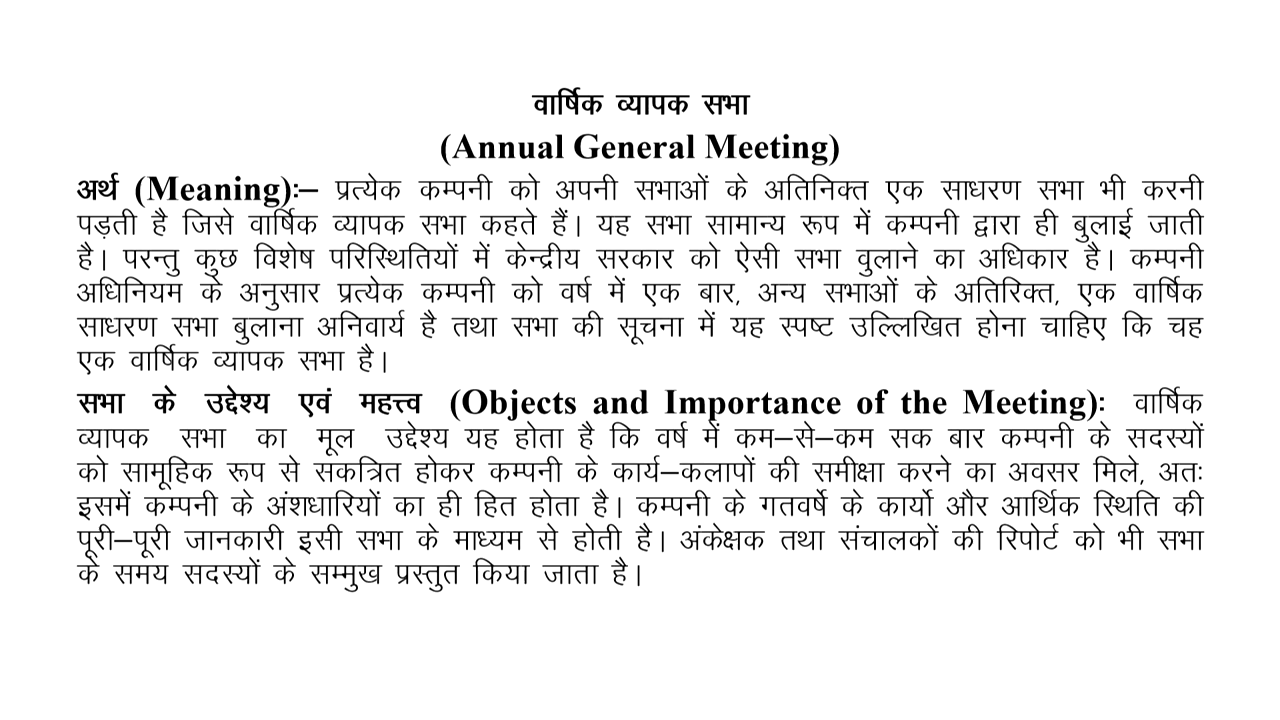 वार्षिक व्यापक सभा
(Annual General Meeting)
अर्थ (Meaning):– प्रत्येक कम्पनी को अपनी सभाओं के अतिनिक्त एक साधरण सभा भी करनी
पड़ती है जिसे वार्षिक व्यापक सभा कहते हैं। यह सभा सामान्य रूप में कम्पनी द्वारा ही बुलाई जाती
है। परन्तु कुछ विशेष परिस्थितियों में केन्द्रीय सरकार को ऐसी सभा वुलाने का अधिकार है। कम्पनी
अधिनियम के अनुसार प्रत्येक कम्पनी को वर्ष में एक बार, अन्य सभाओं के अतिरिक्त, एक वार्षिक
साधरण सभा बुलाना अनिवार्य है तथा सभा की सूचना में यह स्पष्ट उल्लिखित होना चाहिए कि चह
एक वार्षिक व्यापक सभा है।
सभा के उद्देश्य एवं महत्त्व (Objects and Importance of the Meeting): वार्षिक
व्यापक सभा का मूल उद्देश्य यह होता है कि वर्ष में कम–से–कम सक बार कम्पनी के सदस्यों
को सामूहिक रूप से सकत्रित होकर कम्पनी के कार्य–कलापों की समीक्षा करने का अवसर मिले, अतः
इसमें कम्पनी के अंशधारियों का ही हित होता है। कम्पनी के गतवर्षे के कार्यो और आर्थिक स्थिति की
पूरी–पूरी जानकारी इसी सभा के माध्यम से होती है। अंकेक्षक तथा संचालकों की रिपोर्ट को भी सभा
के समय सदस्यों के सम्मुख प्रस्तुत किया जाता है।